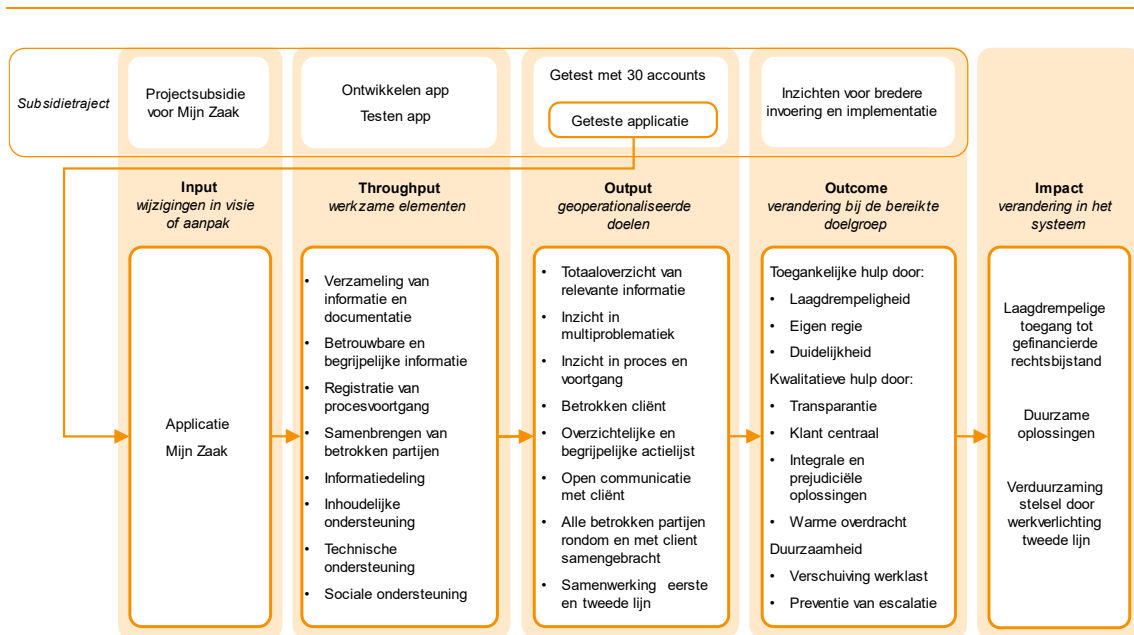 Subsidietraject
Projectsubsidie
voor Mijn Zaak
Ontwikkelen app
Testen app
Getest met 30 accounts
Geteste applicatie
Inzichten voor bredere
invoering en implementatie
Input
wijzigingen in visie
of aanpak
Throughput
werkzame elementen
Output
geoperationaliseerde
doelen
Outcome
verandering bij de bereikte
doelgroep
Impact
verandering in het
systeem
Applicatie
Mijn Zaak
• Verzameling van
informatie en
documentatie
• Betrouwbare en
begrijpelijke informatie
• Registratie van
procesvoortgang
• Samenbrengen van
betrokken partijen
• Informatiedeling
• Inhoudelijke
ondersteuning
• Technische
ondersteuning
• Sociale ondersteuning
• Totaaloverzicht van
relevante informatie
• Inzicht in
multiproblematiek
• Inzicht in proces en
voortgang
• Betrokken cliënt
• Overzichtelijke en
begrijpelijke actielijst
• Open communicatie
met cliënt
• Alle betrokken partijen
rondom en met client
samengebracht
• Samenwerking eerste
en tweede lijn
Toegankelijke hulp door:
• Laagdrempeligheid
• Eigen regie
• Duidelijkheid
Kwalitatieve hulp door:
• Transparantie
• Klant centraal
• Integrale en
prejudiciële
oplossingen
• Warme overdracht
Duurzaamheid
• Verschuiving werklast
• Preventie van escalatie
Laagdrempelige
toegang tot
gefinancierde
rechtsbijstand
Duurzame
oplossingen
Verduurzaming
stelsel door
werkverlichting
tweede lijn